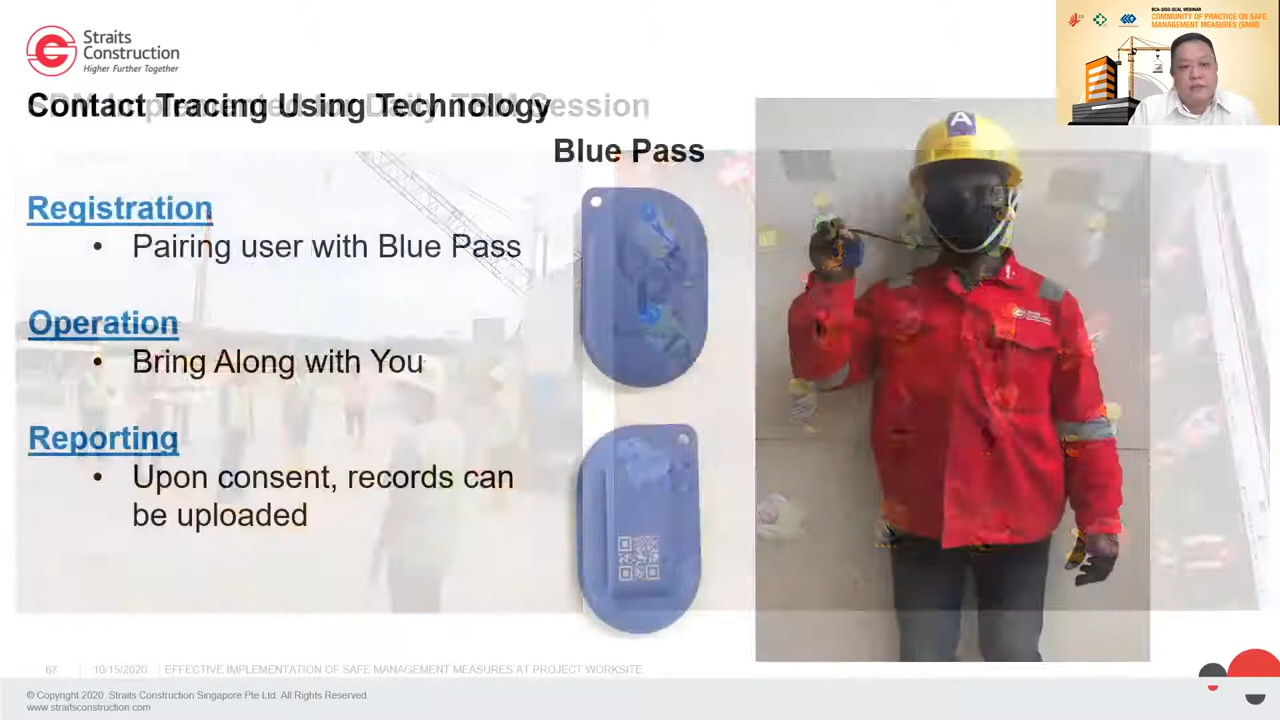 Straits
Construction
Higher Further Together
BCA-SISO-SCAL WEBINAR
COMMUNITY OF PRACTICE ON SAFE
MANAGEMENT MEASURES (SMM)
Contact Tracing Using Technology
Session
Blue Pass
A
Registration
• Pairing user with Blue Pass
Operation
• Bring Along with You
Reporting
• Upon consent, records can
be uploaded
67
10/15/2020
EFFECTIVE IMPLEMENTATION OF SAFE MANAGEMENT MEASURES AT PROJECT WORKSITE
© Copyright 2020 Straits Construction Singapore Pte Ltd. All Rights Reserved.
www.straitsconstruction.com